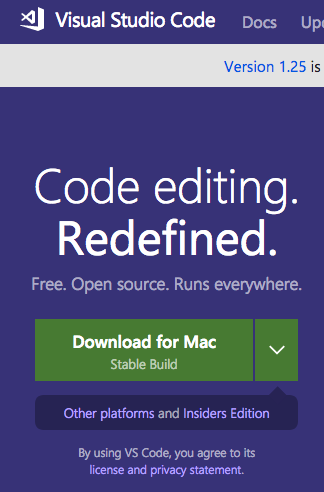 Visual Studio Code Docs
Version 1.25 is
Code editing.
Redefined.
Free. Open source. Runs everywhere.
Download for Mac
Stable Build
Other platforms and Insiders Edition
By using VS Code, you agree to its
license and privacy statement.